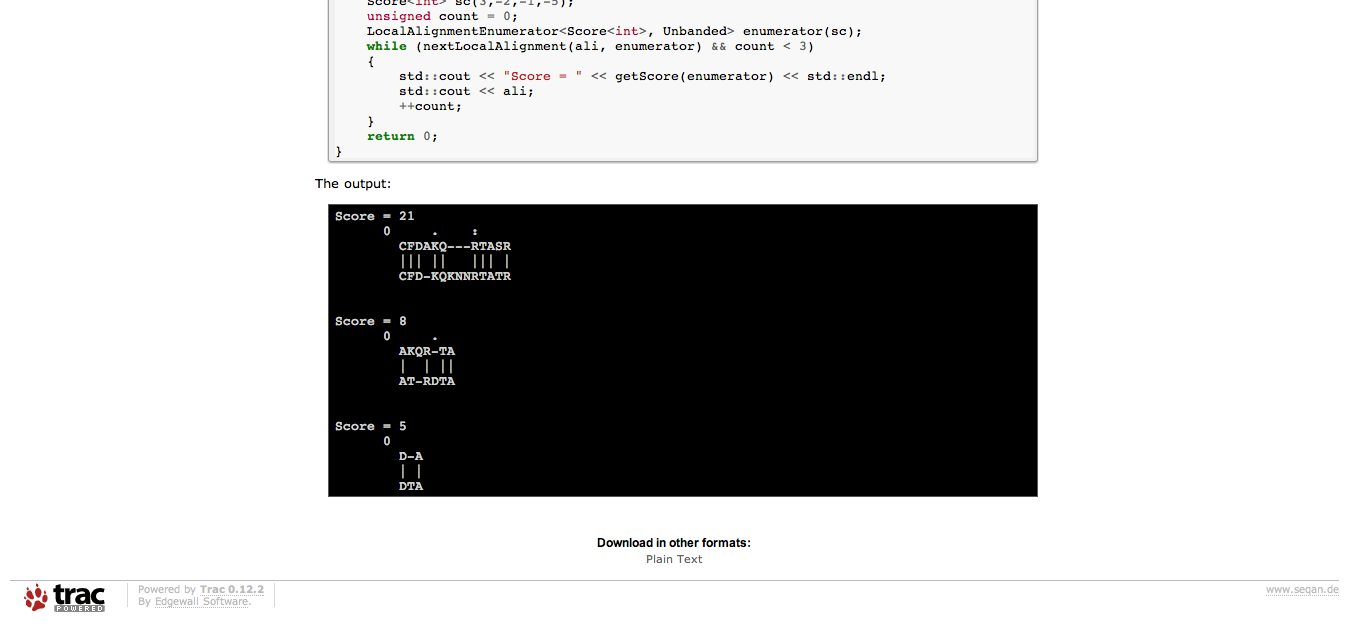 Score<int> sc(3,-2,-1,-5);
unsigned count = 0;
LocalAlignmentEnumerator<Score<int>, Unbanded> enumerator(sc);
while (nextLocalAlignment(ali, enumerator) && count < 3)
{
std::cout << "Score = " << getScore(enumerator) << std::endl;
std::cout << ali;
++count;
}
return 0;
}
The output:
Score = 21
0 . :
CFDAKQ---RTASR
||| || ||| |
CFD-KQKNNRTATR
Score = 8
0 .
AKQR-TA
| | ||
AT-RDTA
Score = 5
0
D-A
| |
DTA
Download in other formats:
Plain Text
trac POWERED
Powered by Trac 0.12.2
By Edgewall Software.
www.seqan.de